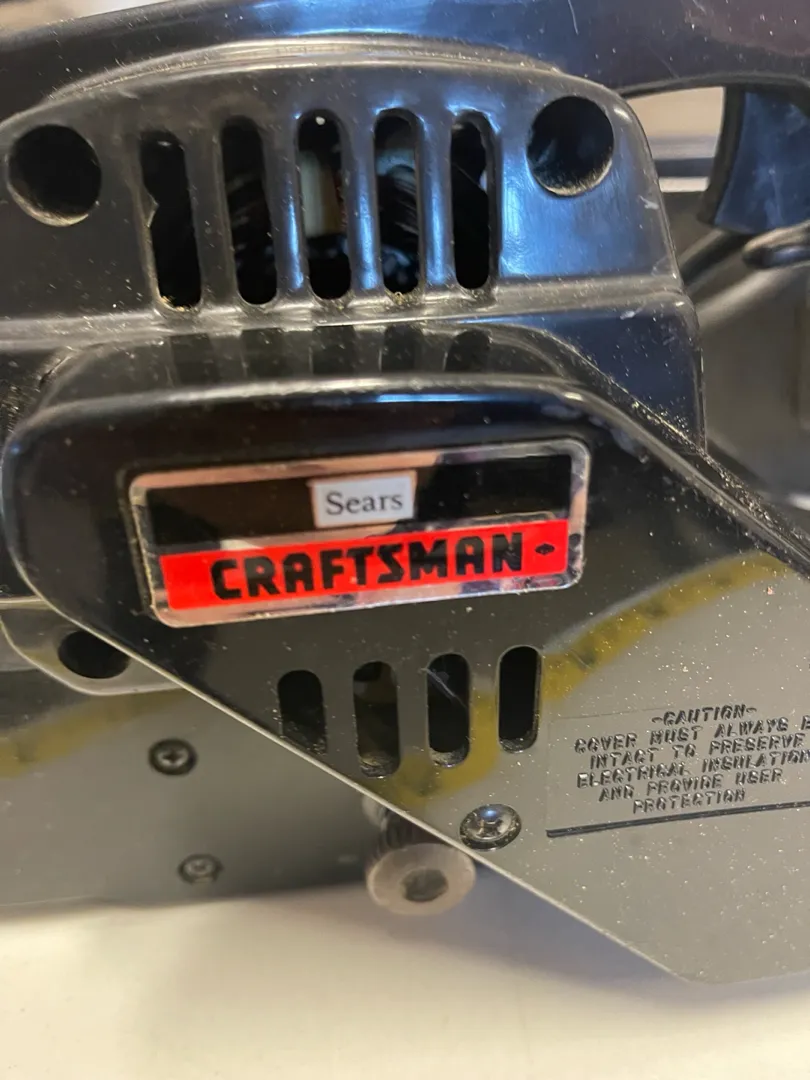 Sears
CRAFTSMAN
-CAUTION-
COVER MUST ALWAYS
INTACT TO PRESERVE
ELECTRICAL INSULATION
AND PROVIDE USER
PROTECTION